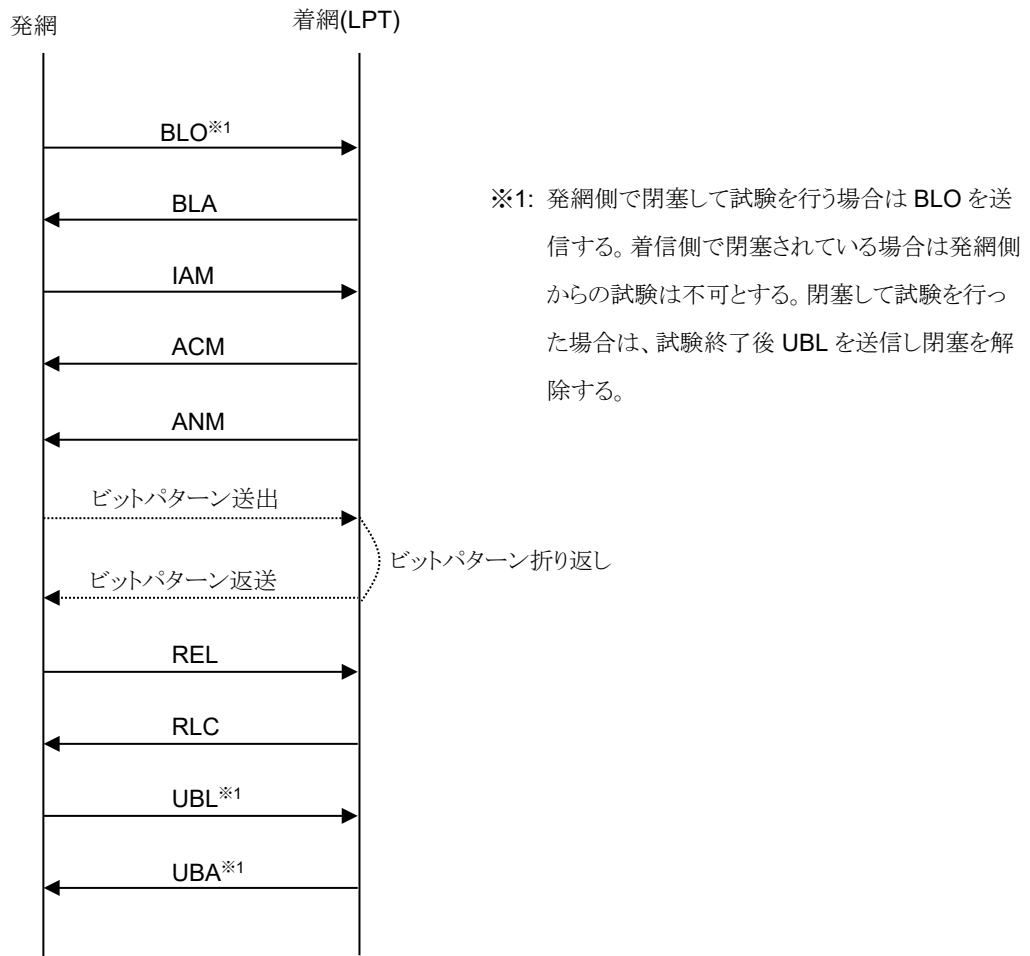 発網
着網(LPT)
BLO※1
BLA
IAM
ACM
ANM
ビットパターン送出
ビットパターン折り返し
ビットパターン返送
REL
RLC
UBL※1
UBA※1
※1: 発網側で閉塞して試験を行う場合は BLO を送
信する。着信側で閉塞されている場合は発網側
からの試験は不可とする。閉塞して試験を行っ
た場合は、試験終了後 UBL を送信し閉塞を解
除する。